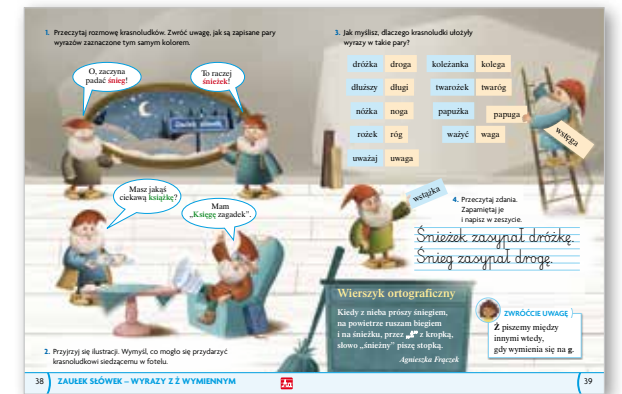 1. Przeczytaj rozmowę krasnoludków. Zwróć uwagę, jak są zapisane pary
wyrazów zaznaczone tym samym kolorem.
O, zaczyna
padać śnieg!
To raczej
śnieżek!
Zaułek słówek
Masz jakąś
ciekawą książkę?
Mam
„Księgę zagadek”.
2. Przyjrzyj się ilustracji. Wymyśl, co mogło się przydarzyć
krasnoludkowi siedzącemu w fotelu.
38 ZAUŁEK SŁÓWEK – WYRAZY Z Ż WYMIENNYM
3. Jak myślisz, dlaczego krasnoludki ułożyły
wyrazy w takie pary?
dróżka droga koleżanka kolega
dłuższy długi twarożek twaróg
nóżka noga papużka papuga
rożek róg ważyć waga
uważaj uwaga
wstęga
wstążka
4. Przeczytaj zdania.
Zapamiętaj je
i napisz w zeszycie.
Śnieżek zasypał dróżkę.
Śnieg zasypał drogę.
Wierszyk ortograficzny
Kiedy z nieba prószy śniegiem,
na powietrze ruszam biegiem
i na śnieżku, przez „ż” z kropką,
słowo „śnieżny” piszę stopką.
Agnieszka Frączek
ZWRÓĆCIE UWAGĘ
Ż piszemy między
innymi wtedy,
gdy wymienia się na g.
39